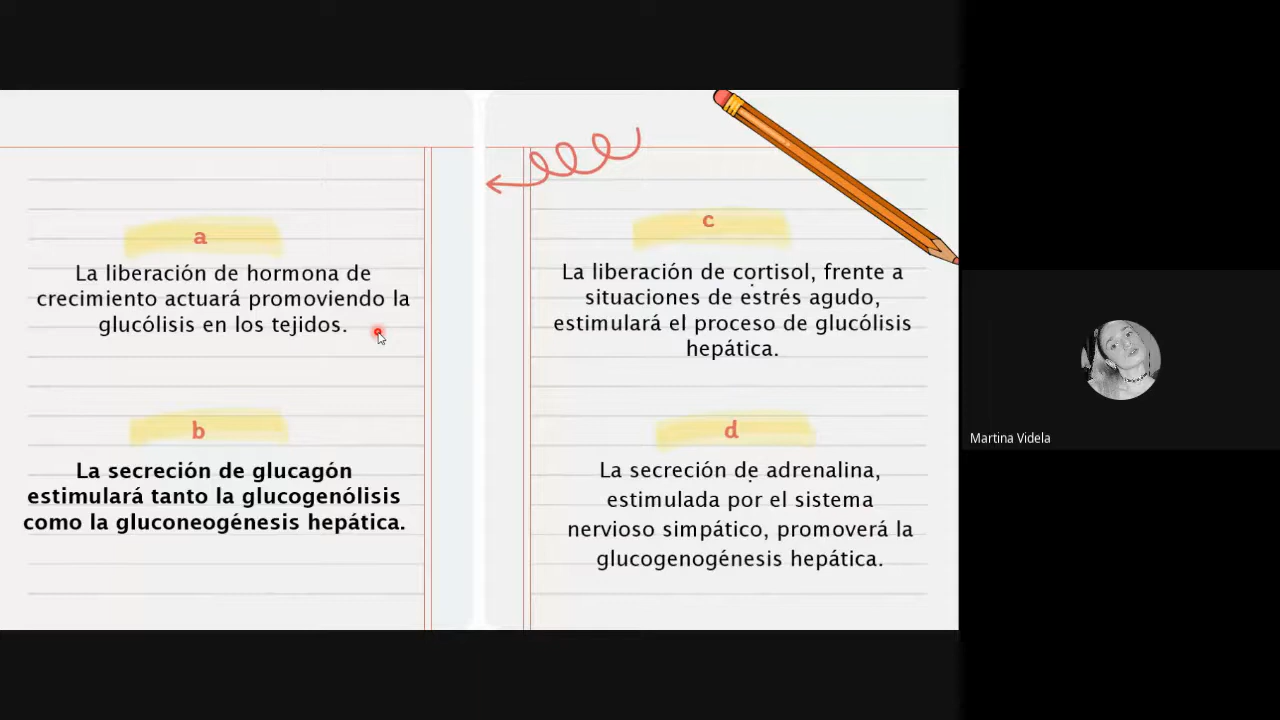 a
La liberación de hormona de
crecimiento actuará promoviendo la
glucólisis en los tejidos.
b
La secreción de glucagón
estimulará tanto la glucogenólisis
como la gluconeogénesis hepática.
c
La liberación de cortisol, frente a
situaciones de estrés agudo,
estimulará el proceso de glucólisis
hepática.
d
La secreción de adrenalina,
estimulada por el sistema
nervioso simpático, promoverá la
glucogenogénesis hepática.
Martina Videla